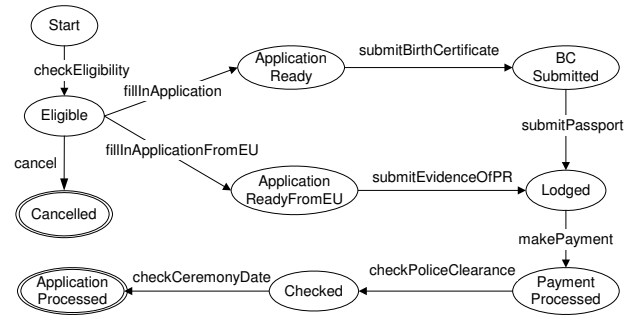 Start
checkEligibility
Eligible
cancel
Cancelled
fillInApplication
Application
Ready
submitBirthCertificate
BC
Submitted
submitPassport
fillInApplicationFromEU
Application
ReadyFromEU
submitEvidenceOfPR
Lodged
makePayment
Payment
Processed
checkPoliceClearance
Checked
checkCeremonyDate
Application
Processed